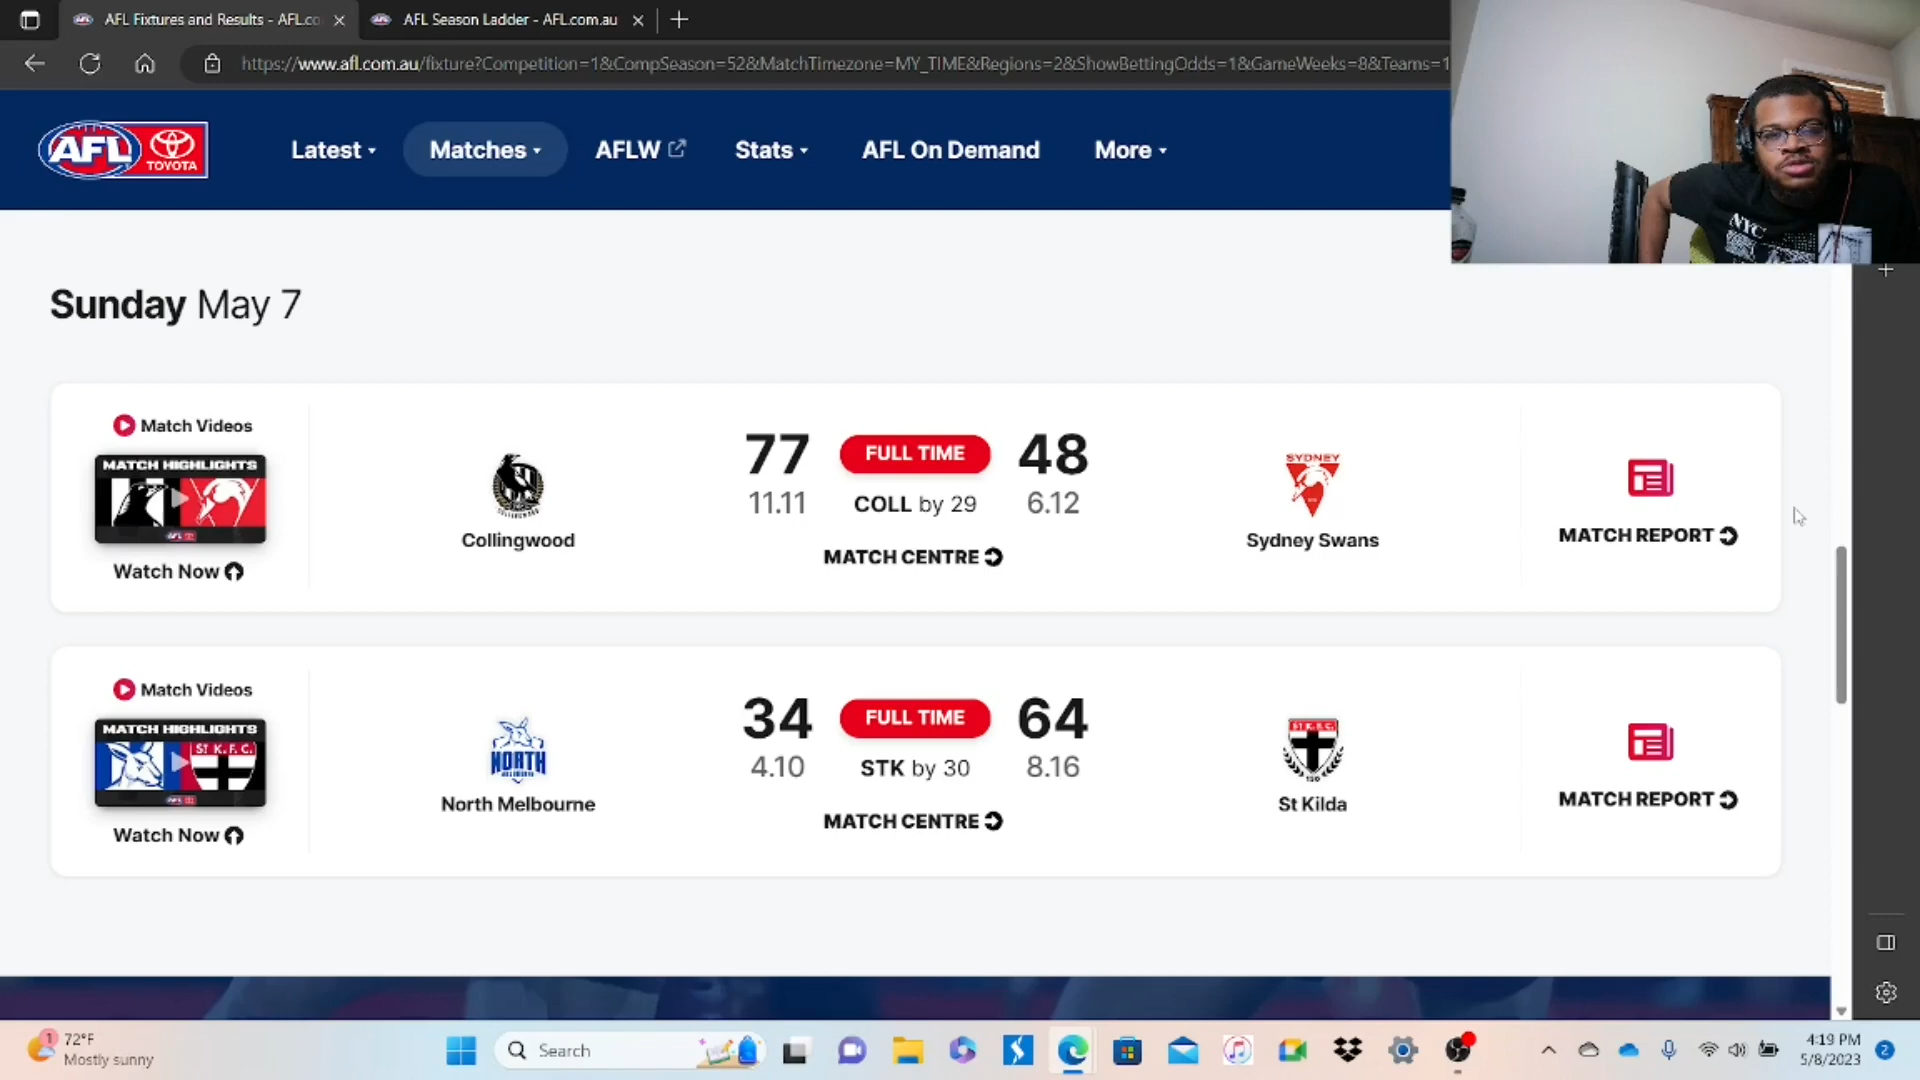 AFL Fixtures and Results - AFL.co
AFL Season Ladder - AFL.com.au
https://www.afl.com.au/fixture?Competition=1&CompSeason=52&MatchTimezone=MY_TIME&Regions=2&ShowBettingOdds=1&GameWeeks=8&Teams=1
AFL TOYOTA
Latest
Matches
AFLW
Stats
AFL On Demand
More
NYC
Sunday May 7
Match Videos
MATCH HIGHLIGHTS
Watch Now
Collingwood
77 FULL TIME 48
11.11 COLL by 29 6.12
MATCH CENTRE
SYDNEY
Sydney Swans
MATCH REPORT
Match Videos
MATCH HIGHLIGHTS
ST K.F.C.
Watch Now
NORTH
North Melbourne
34 FULL TIME 64
4.10 STK by 30 8.16
MATCH CENTRE
ST K.F.C.
St Kilda
MATCH REPORT
1
72°F
Mostly sunny
Search
4:19 PM
5/8/2023
2